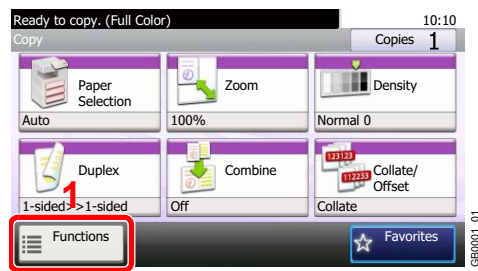 Ready to copy. (Full Color) 10:10
Copy Copies 1
Paper Selection Zoom Density
Auto 100% Normal 0
123123
112233
Duplex Combine Collate/ Offset
1
1-sided>>1-sided Off Collate
Functions Favorites
GB0001_01